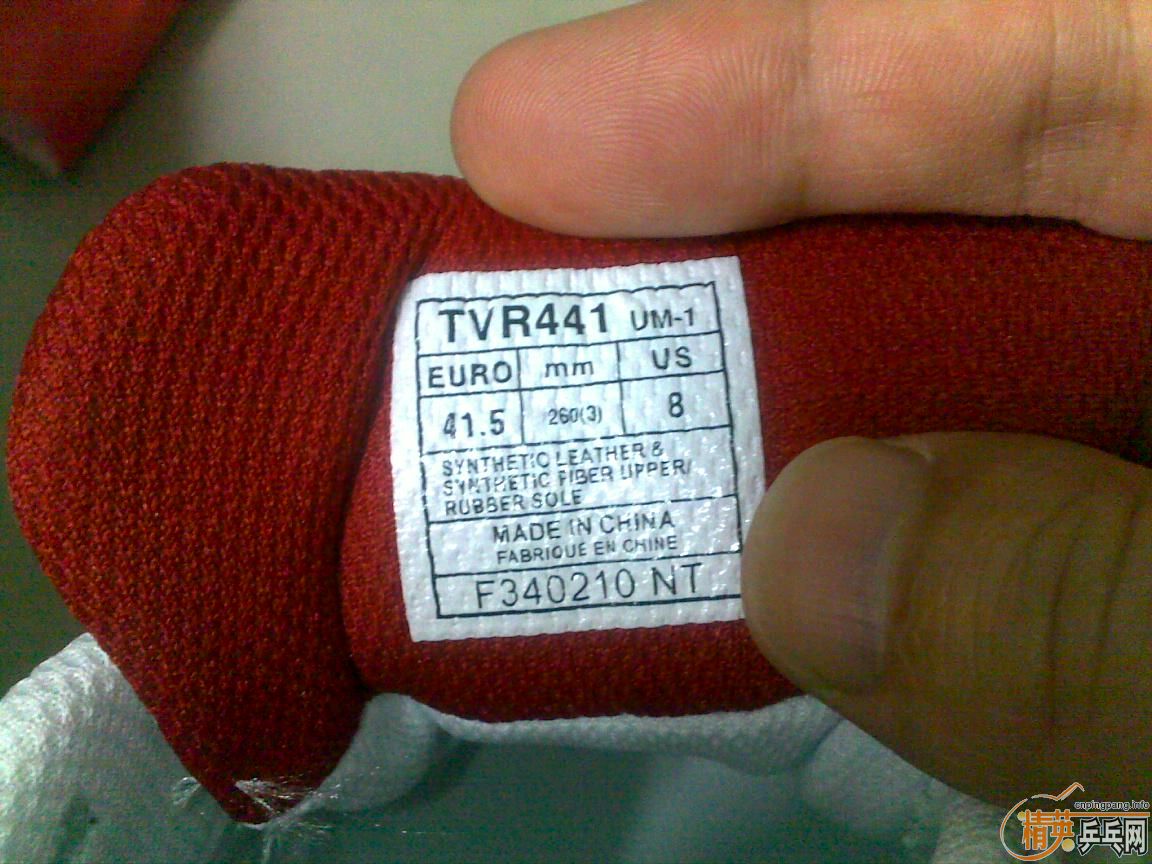 TVR441 UM-1
EURO mm US
41.5 260(3) 8
SYNTHETIC LEATHER &
SYNTHETIC FIBER UPPER/
RUBBER SOLE
MADE IN CHINA
FABRIQUE EN CHINE
F340210 NT
cnpingpang.info
精英乒乓网